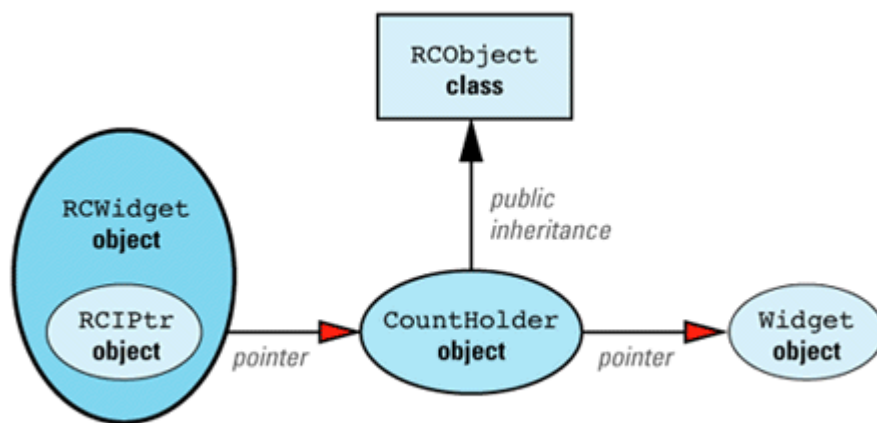 RCObject
class
RCWidget
object
public
inheritance
RCIPtr
object
pointer
CountHolder
object
pointer
Widget
object